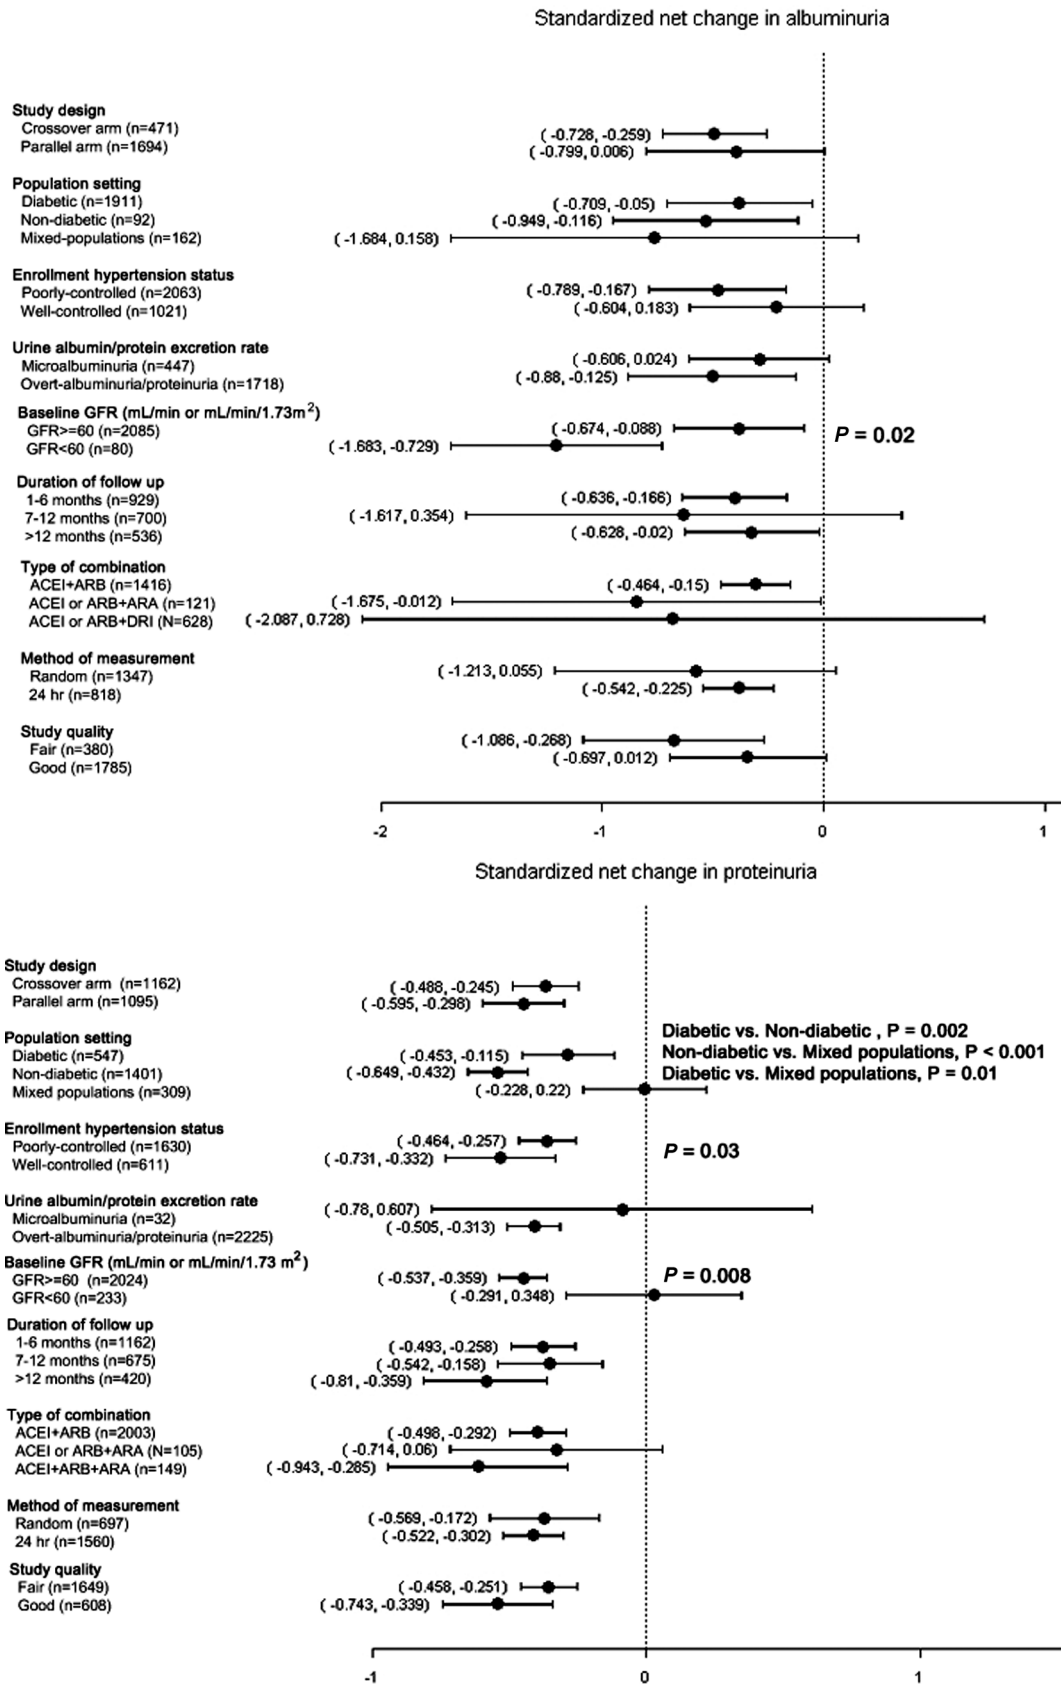 Standardized net change in albuminuria
Study design
Crossover arm (n=471) ( -0.728, -0.259)
Parallel arm (n=1694) ( -0.799, 0.006)
Population setting
Diabetic (n=1911) ( -0.709, -0.05)
Non-diabetic (n=92) ( -0.949, -0.116)
Mixed-populations (n=162) ( -1.684, 0.158)
Enrollment hypertension status
Poorly-controlled (n=2063) ( -0.789, -0.167)
Well-controlled (n=1021) ( -0.604, 0.183)
Urine albumin/protein excretion rate
Microalbuminuria (n=447) ( -0.606, 0.024)
Overt-albuminuria/proteinuria (n=1718) ( -0.88, -0.125)
Baseline GFR (mL/min or mL/min/1.73m2)
GFR>=60 (n=2085) ( -0.674, -0.088) P = 0.02
GFR<60 (n=80) ( -1.683, -0.729)
Duration of follow up
1-6 months (n=929) ( -0.636, -0.166)
7-12 months (n=700) ( -1.617, 0.354)
>12 months (n=536) ( -0.628, -0.02)
Type of combination
ACEI+ARB (n=1416) ( -0.464, -0.15)
ACEI or ARB+ARA (n=121) ( -1.675, -0.012)
ACEI or ARB+DRI (N=628) ( -2.087, 0.728)
Method of measurement
Random (n=1347) ( -1.213, 0.055)
24 hr (n=818) ( -0.542, -0.225)
Study quality
Fair (n=380) ( -1.086, -0.268)
Good (n=1785) ( -0.697, 0.012)
-2 -1 0 1
Standardized net change in proteinuria
Study design
Crossover arm (n=1162) ( -0.488, -0.245)
Parallel arm (n=1095) ( -0.595, -0.298)
Population setting Diabetic vs. Non-diabetic , P = 0.002
Diabetic (n=547) ( -0.453, -0.115) Non-diabetic vs. Mixed populations, P < 0.001
Non-diabetic (n=1401) ( -0.649, -0.432) Diabetic vs. Mixed populations, P = 0.01
Mixed populations (n=309) ( -0.228, 0.22)
Enrollment hypertension status
Poorly-controlled (n=1630) ( -0.464, -0.257) P = 0.03
Well-controlled (n=611) ( -0.731, -0.332)
Urine albumin/protein excretion rate
Microalbuminuria (n=32) ( -0.78, 0.607)
Overt-albuminuria/proteinuria (n=2225) ( -0.505, -0.313)
Baseline GFR (mL/min or mL/min/1.73 m2)
GFR>=60 (n=2024) ( -0.537, -0.359) P = 0.008
GFR<60 (n=233) ( -0.291, 0.348)
Duration of follow up
1-6 months (n=1162) ( -0.493, -0.258)
7-12 months (n=675) ( -0.542, -0.158)
>12 months (n=420) ( -0.81, -0.359)
Type of combination
ACEI+ARB (n=2003) ( -0.498, -0.292)
ACEI or ARB+ARA (N=105) ( -0.714, 0.06)
ACEI+ARB+ARA (n=149) ( -0.943, -0.285)
Method of measurement
Random (n=697) ( -0.569, -0.172)
24 hr (n=1560) ( -0.522, -0.302)
Study quality
Fair (n=1649) ( -0.458, -0.251)
Good (n=608) ( -0.743, -0.339)
-1 0 1